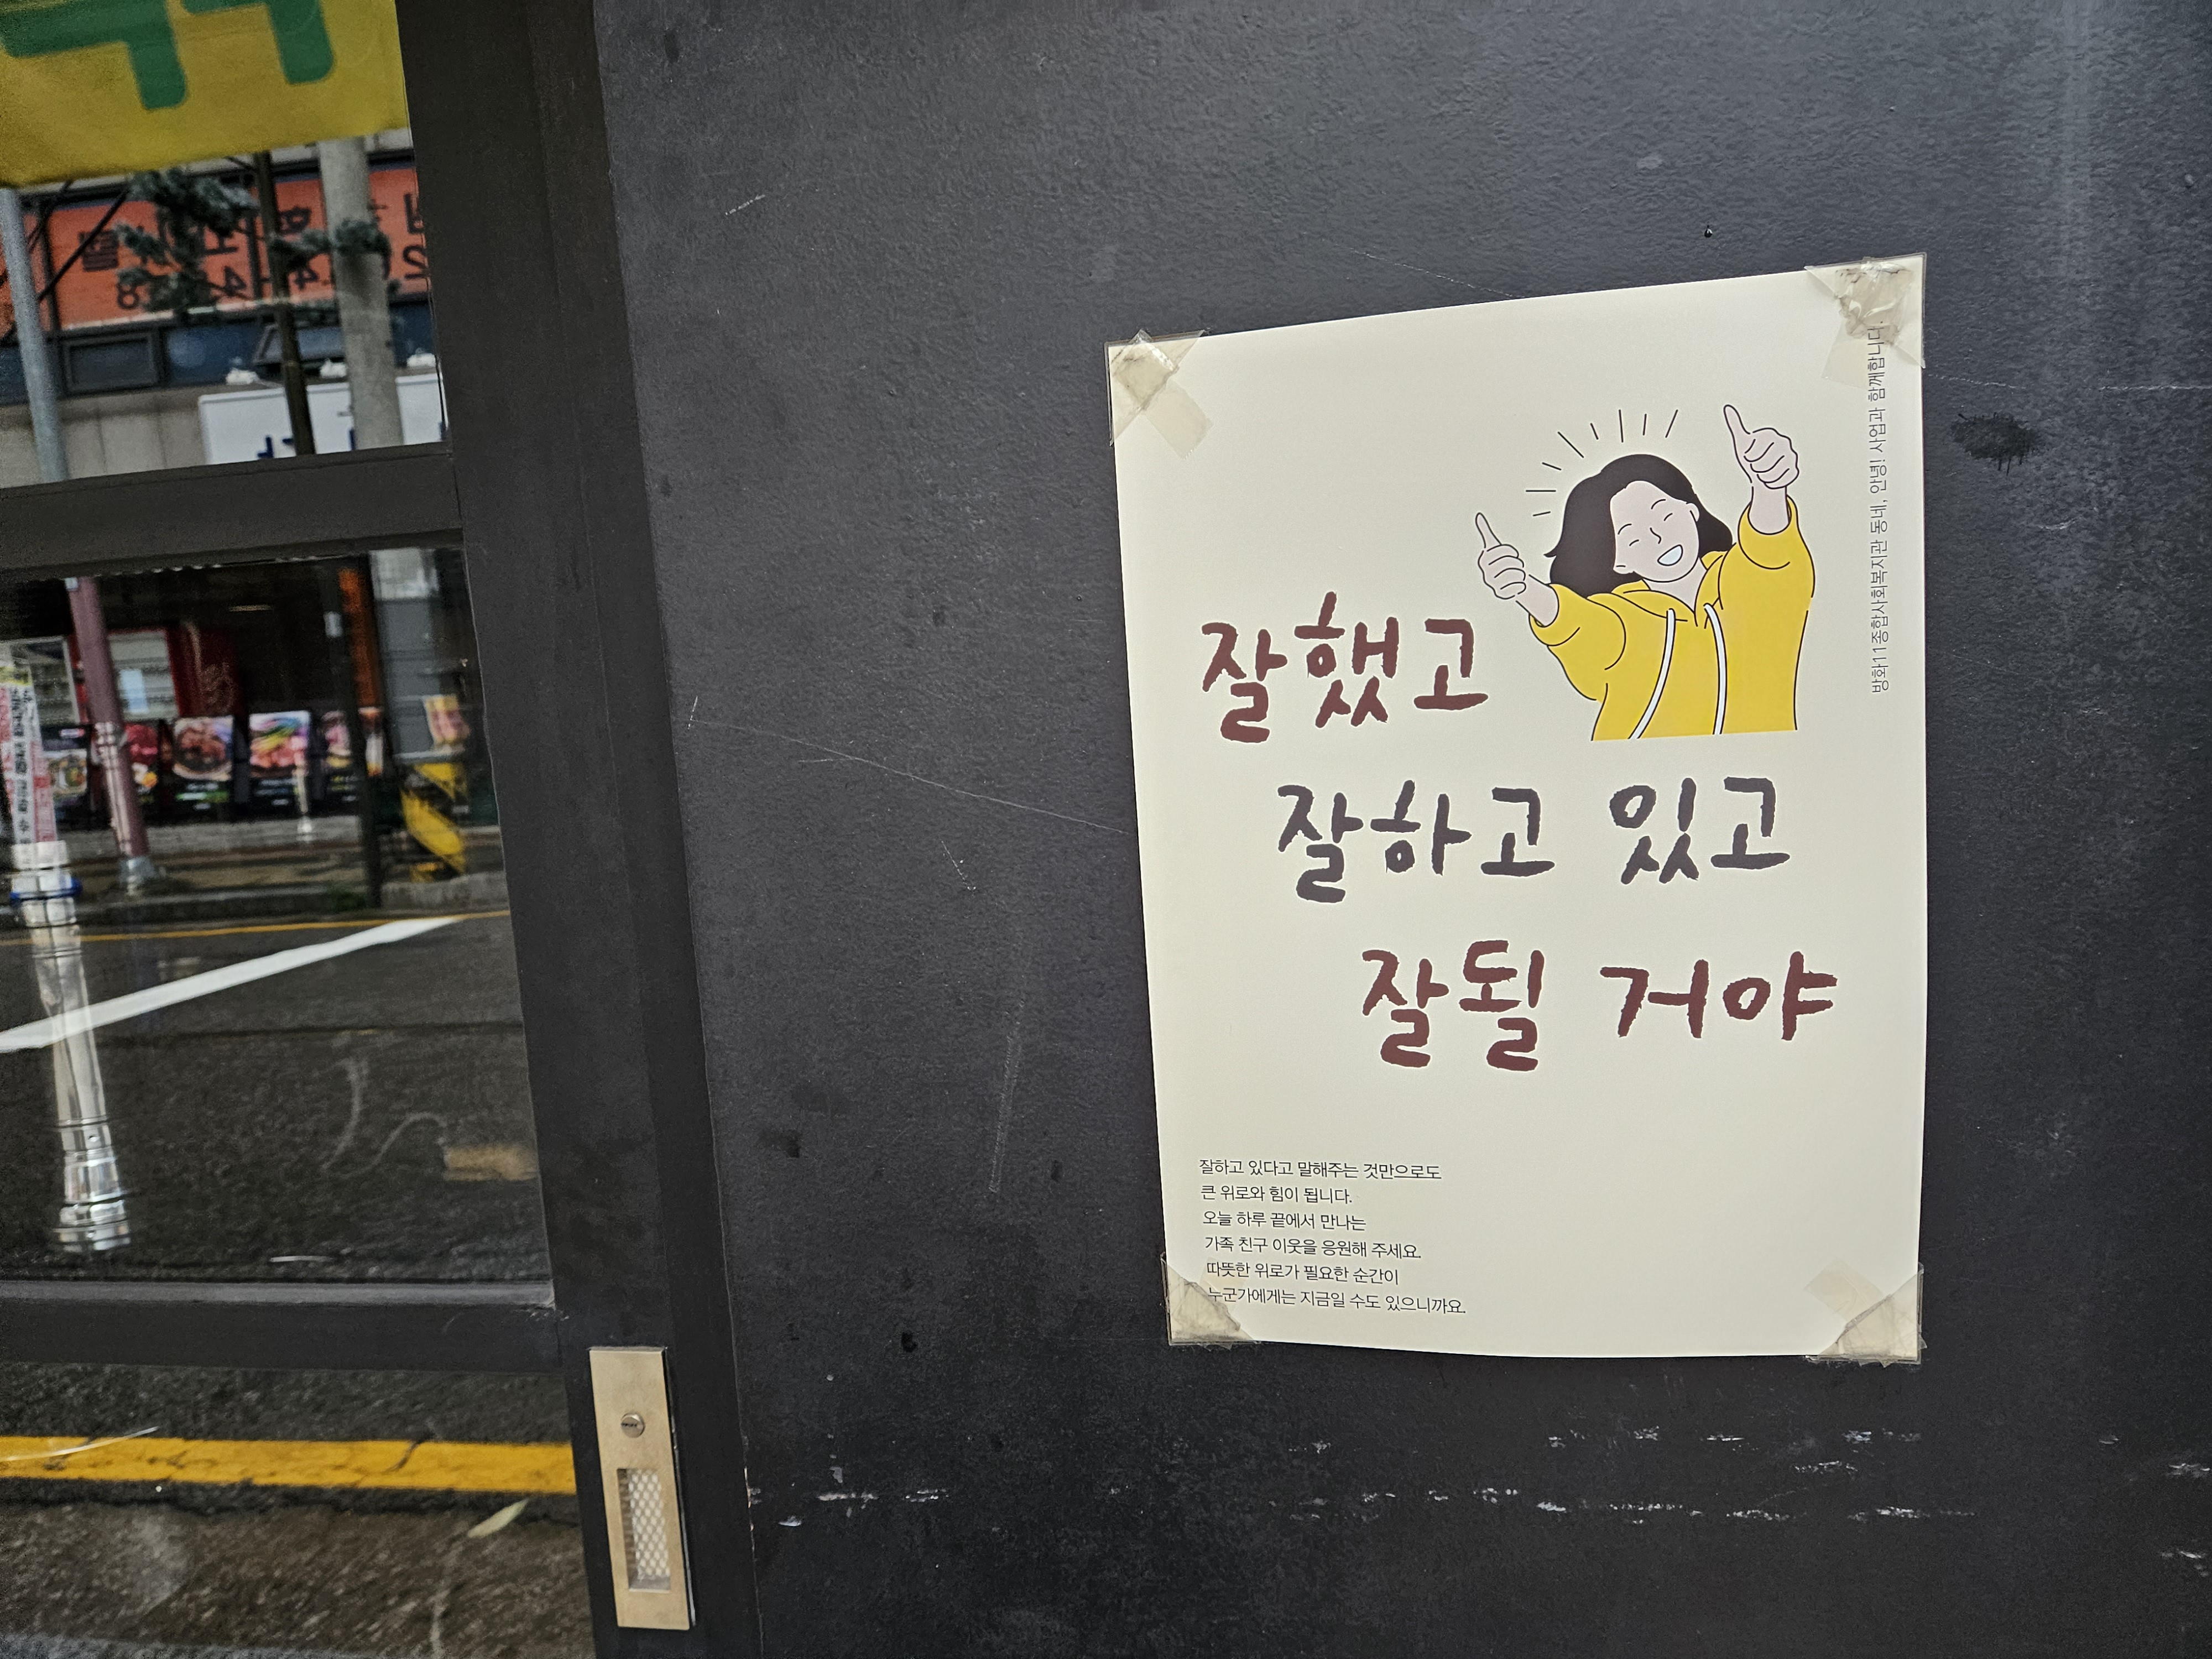 잘했고
잘하고 있고
잘될 거야
잘하고 있다고 말해주는 것만으로도
큰 위로와 힘이 됩니다.
오늘 하루 끝에서 만나는
가족 친구 이웃을 응원해 주세요.
따뜻한 위로가 필요한 순간이
누군가에게는 지금일 수도 있으니까요.
방화11종합사회복지관 동네, 안녕! 사업과 함께합니다.